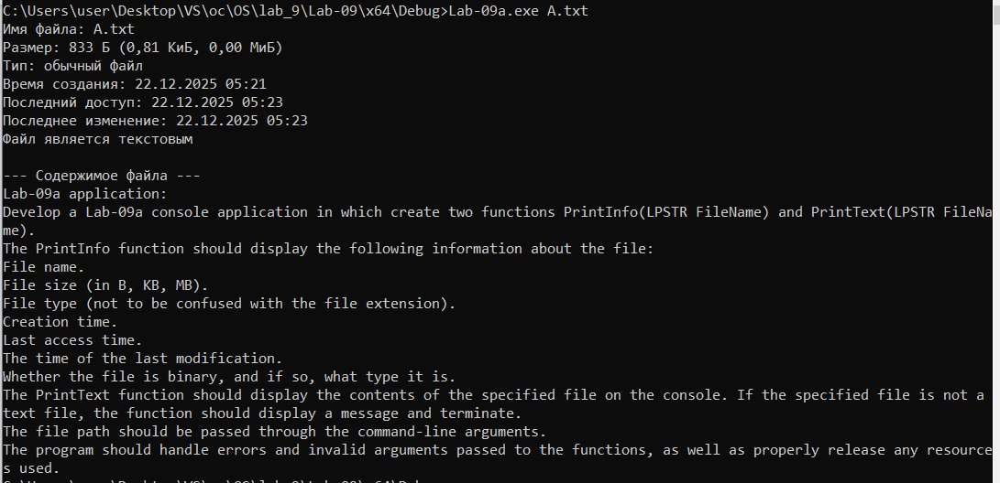 C:\Users\user\Desktop\VS\oc\OS\lab_9\Lab-09\x64\Debug>Lab-09a.exe A.txt
Имя файла: A.txt
Размер: 833 Б (0,81 КиБ, 0,00 МиБ)
Тип: обычный файл
Время создания: 22.12.2025 05:21
Последний доступ: 22.12.2025 05:23
Последнее изменение: 22.12.2025 05:23
Файл является текстовым
--- Содержимое файла ---
Lab-09a application:
Develop a Lab-09a console application in which create two functions PrintInfo(LPSTR FileName) and PrintText(LPSTR FileNa
me).
The PrintInfo function should display the following information about the file:
File name.
File size (in B, KB, MB).
File type (not to be confused with the file extension).
Creation time.
Last access time.
The time of the last modification.
Whether the file is binary, and if so, what type it is.
The PrintText function should display the contents of the specified file on the console. If the specified file is not a
text file, the function should display a message and terminate.
The file path should be passed through the command-line arguments.
The program should handle errors and invalid arguments passed to the functions, as well as properly release any resource
s used.